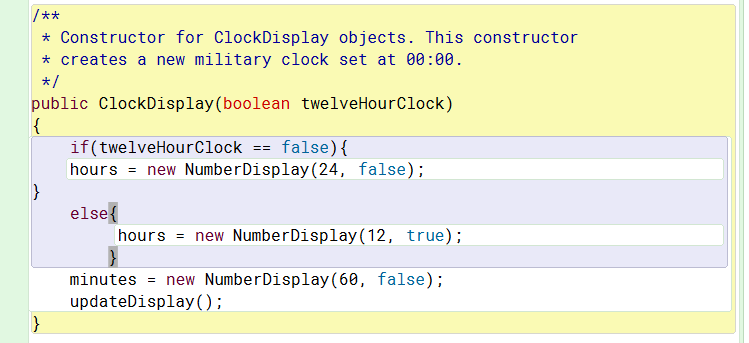 /**
 * Constructor for ClockDisplay objects. This constructor
 * creates a new military clock set at 00:00.
 */
public ClockDisplay(boolean twelveHourClock)
{
    if(twelveHourClock == false){
    hours = new NumberDisplay(24, false);
}
    else{
        hours = new NumberDisplay(12, true);
        }
    minutes = new NumberDisplay(60, false);
    updateDisplay();
}